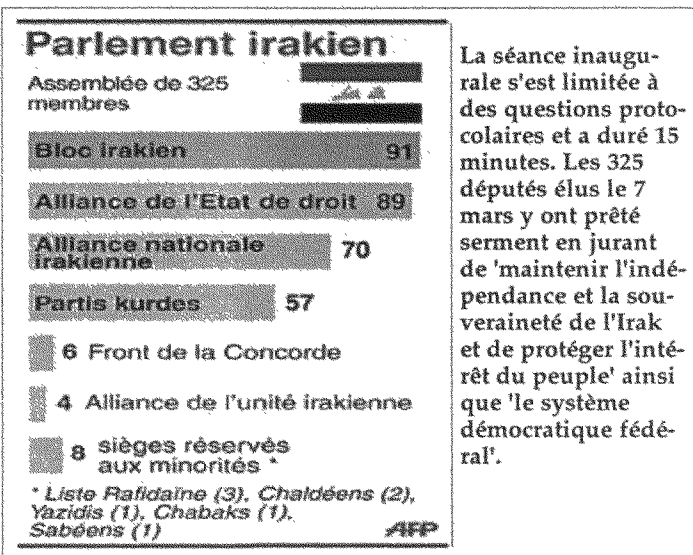 Parlement irakien
Assemblée de 325
membres
Bloc irakien 91
Alliance de l'Etat de droit 89
Alliance nationale
irakienne 70
Partis kurdes 57
6 Front de la Concorde
4 Alliance de l'unité irakienne
8 sièges réservés
aux minorités *
* Liste Rafidaïne (3), Chaldéens (2),
Yazidis (1), Chabaks (1),
Sabéens (1) AFP
La séance inaugu-
rale s'est limitée à
des questions proto-
colaires et a duré 15
minutes. Les 325
députés élus le 7
mars y ont prêté
serment en jurant
de 'maintenir l'indé-
pendance et la sou-
veraineté de l'Irak
et de protéger l'inté-
rêt du peuple' ainsi
que 'le système
démocratique fédé-
ral'.